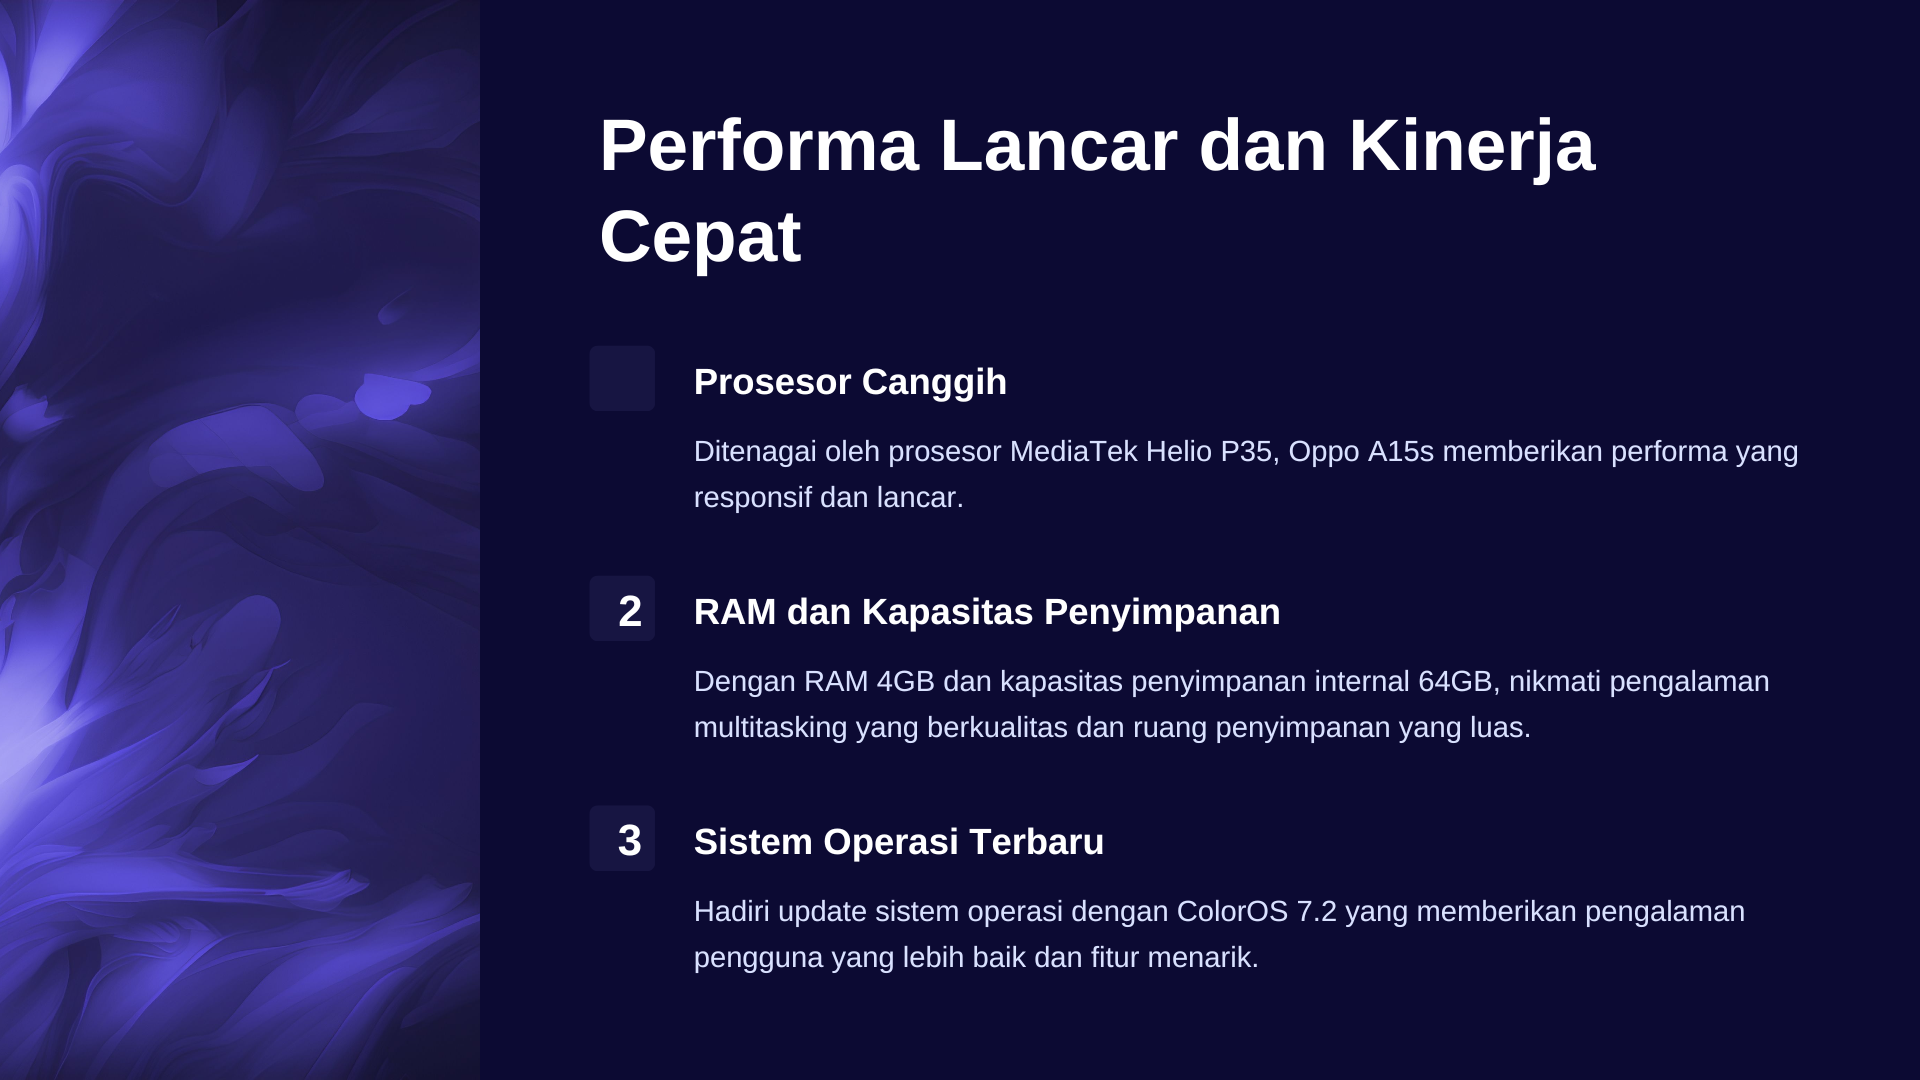 Performa Lancar dan Kinerja
Cepat
Prosesor Canggih
Ditenagai oleh prosesor MediaTek Helio P35, Oppo A15s memberikan performa yang
responsif dan lancar.
2
RAM dan Kapasitas Penyimpanan
Dengan RAM 4GB dan kapasitas penyimpanan internal 64GB, nikmati pengalaman
multitasking yang berkualitas dan ruang penyimpanan yang luas.
3
Sistem Operasi Terbaru
Hadiri update sistem operasi dengan ColorOS 7.2 yang memberikan pengalaman
pengguna yang lebih baik dan fitur menarik.